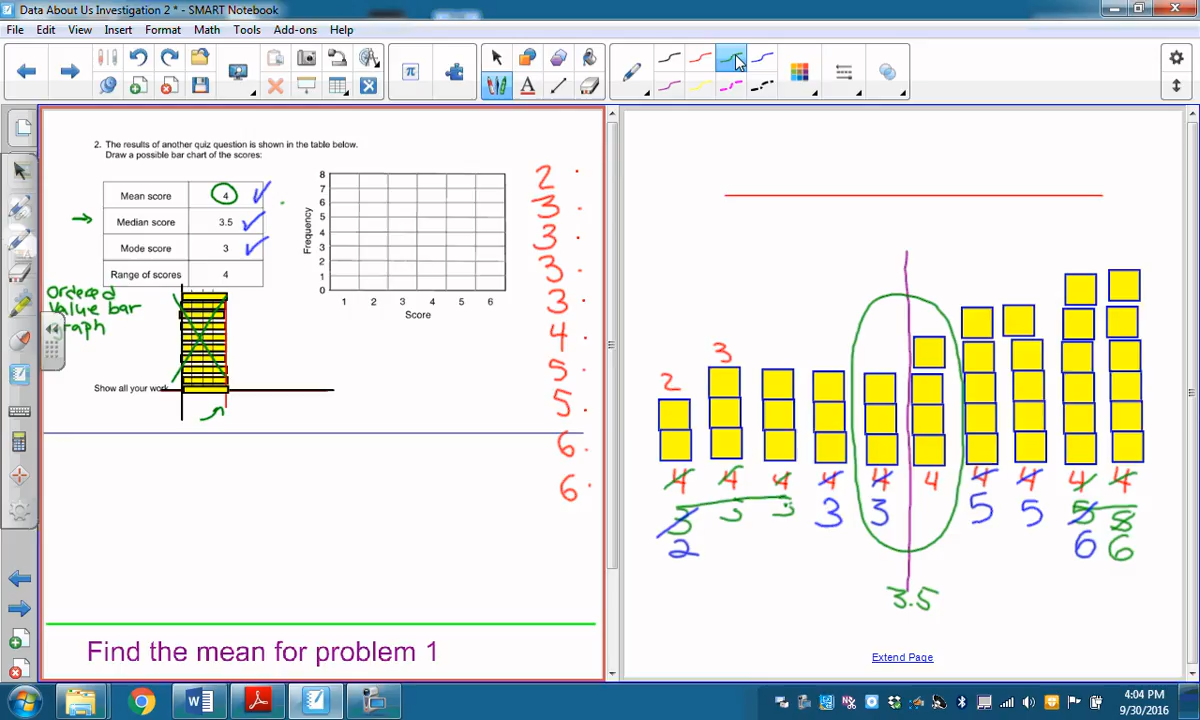 Data About Us Investigation 2 * - SMART Notebook
File Edit View Insert Format Math Tools Add-ons Help
2. The results of another quiz question is shown in the table below.
Draw a possible bar chart of the scores:
Mean score 4
Median score 3.5
Mode score 3
Range of scores 4
Frequency
8
7
6
5
4
3
2
1
0
1 2 3 4 5 6
Score
Ordered
Value bar
graph
Show all your work
2
3
3
3
3
4
5
5
6
6
Find the mean for problem 1
2 3
4 4 4 4 4 4 4 4 4 4
3 3 3 3 3 5 5 5 5
2 6 6
3.5
Extend Page
4:04 PM
9/30/2016